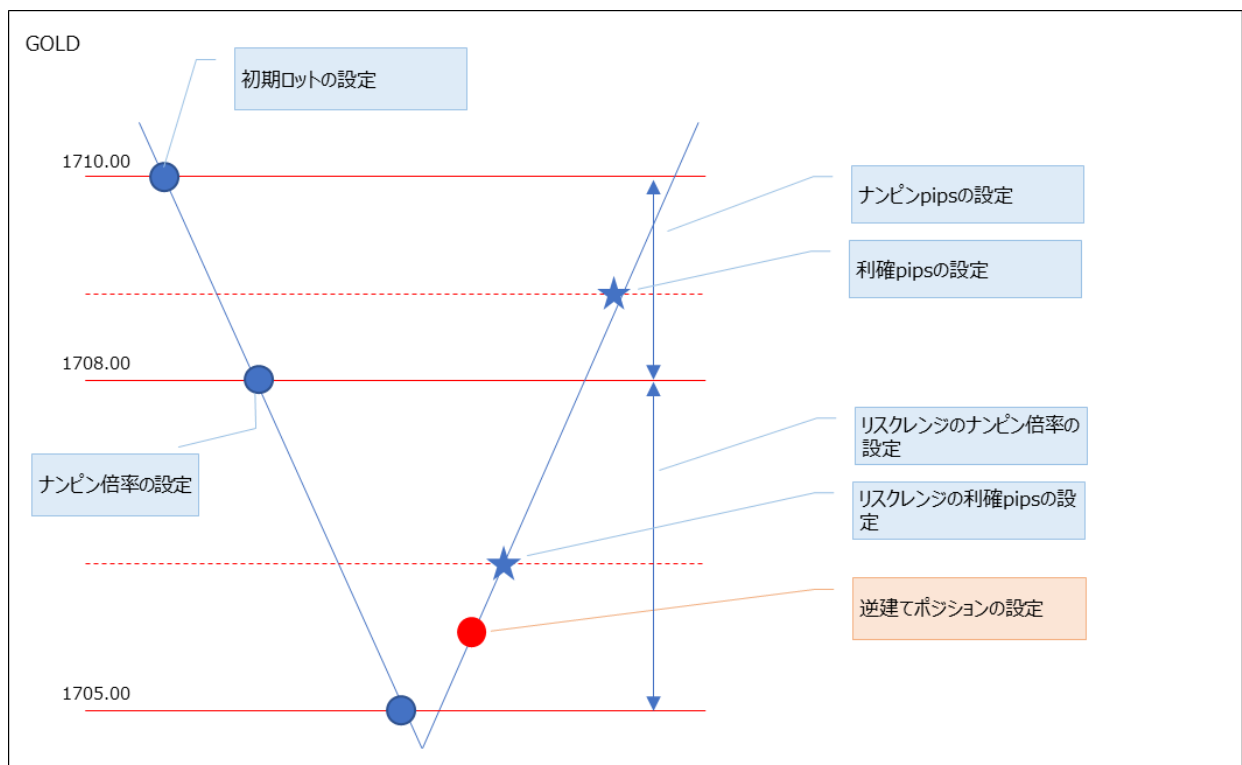 GOLD
初期ロットの設定
1710.00
ナンピンpipsの設定
利確pipsの設定
1708.00
リスクレンジのナンピン倍率の
設定
ナンピン倍率の設定
リスクレンジの利確pipsの設
定
逆建てポジションの設定
1705.00